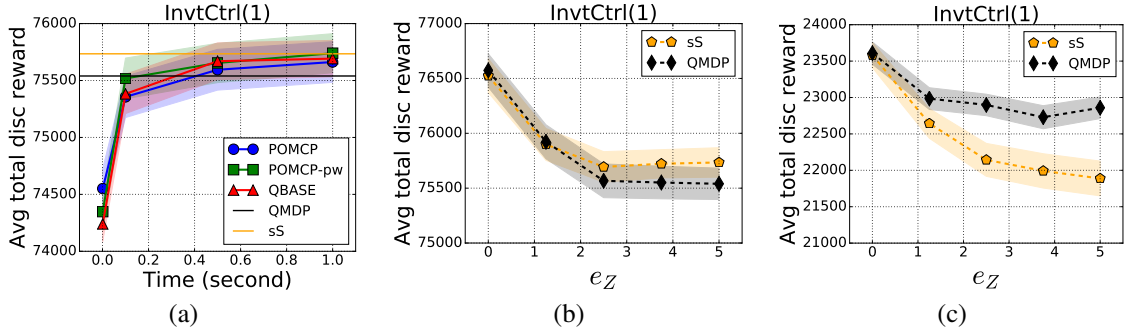 InvtCtrl(1)
Avg total disc reward
76000
75500
75000
74500
74000
POMCP
POMCP-pw
QBASE
QMDP
sS
0.0 0.2 0.4 0.6 0.8 1.0
Time (second)
(a)
InvtCtrl(1)
Avg total disc reward
77000
76500
76000
75500
75000
sS
QMDP
0 1 2 3 4 5
e_Z
(b)
InvtCtrl(1)
Avg total disc reward
24000
23500
23000
22500
22000
21500
21000
sS
QMDP
0 1 2 3 4 5
e_Z
(c)